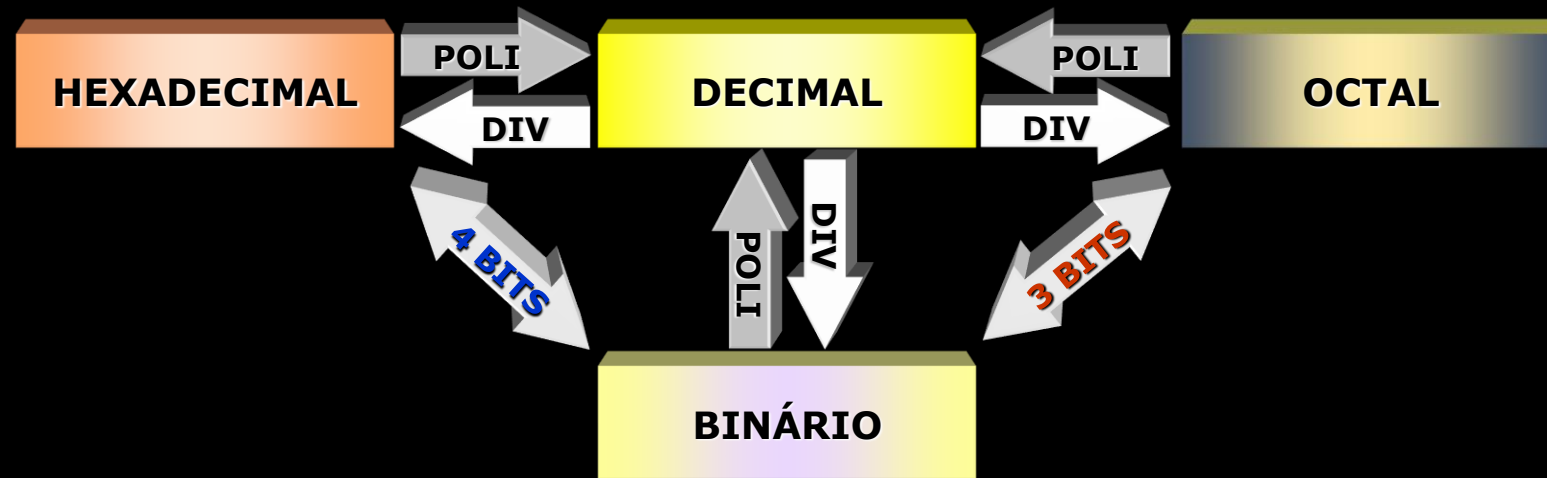 POLI
POLI
HEXADECIMAL
DECIMAL
OCTAL
DIV
DIV
4 BITS
POLI
DIV
3 BITS
BINÁRIO